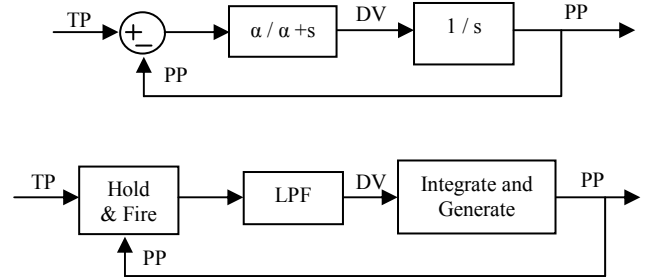 TP
+
−
α / α +s
DV
1 / s
PP
PP
TP
Hold
& Fire
LPF
DV
Integrate and
Generate
PP
PP